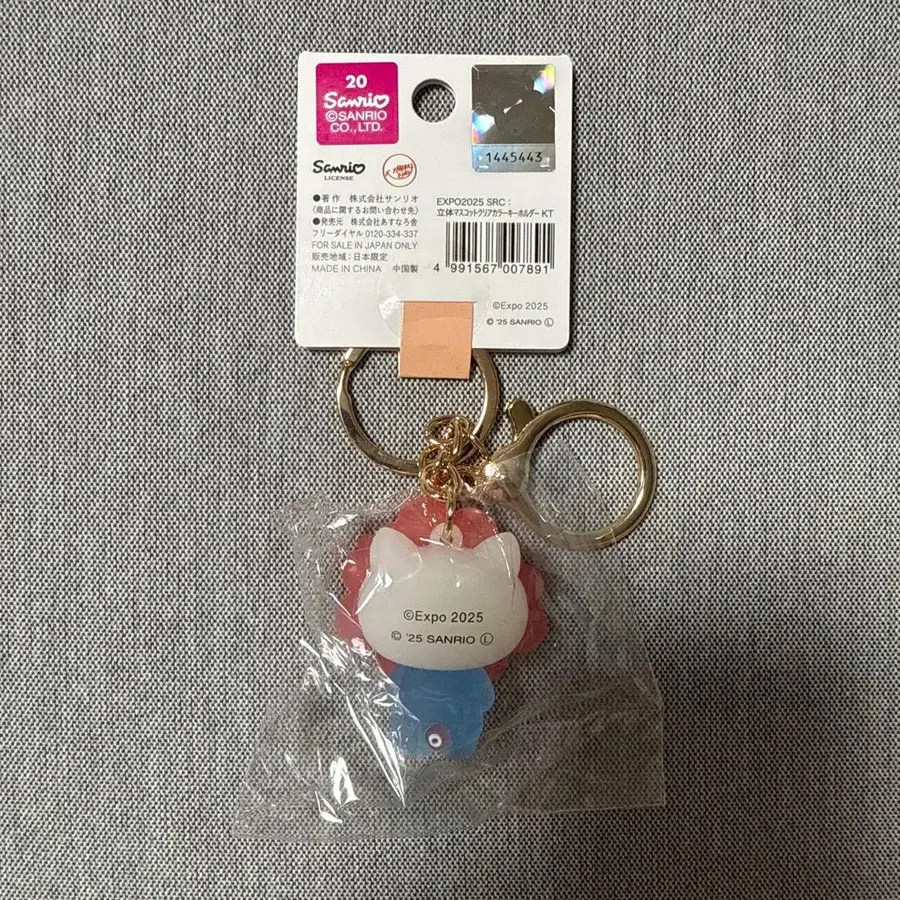 20
Sanrio
©SANRIO
CO.,LTD.
1445443
Sanrio
LICENSE
●著作 株式会社サンリオ
(商品に関するお問い合わせ先)
●発売元 株式会社あすなろ舎
フリーダイヤル 0120-334-337
FOR SALE IN JAPAN ONLY
販売地域:日本限定
MADE IN CHINA 中国製
EXPO2025 SRC:
立体マスコットクリアカラーキーホルダー KT
4 991567 007891
©Expo 2025
© '25 SANRIO Ⓛ
©Expo 2025
© '25 SANRIO Ⓛ